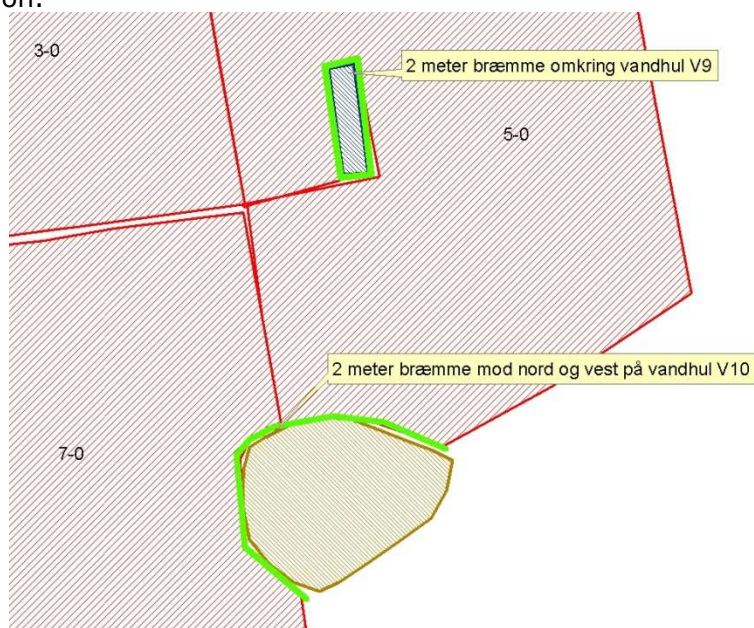 on.
3-0
2 meter bræmme omkring vandhul V9
5-0
2 meter bræmme mod nord og vest på vandhul V10
7-0